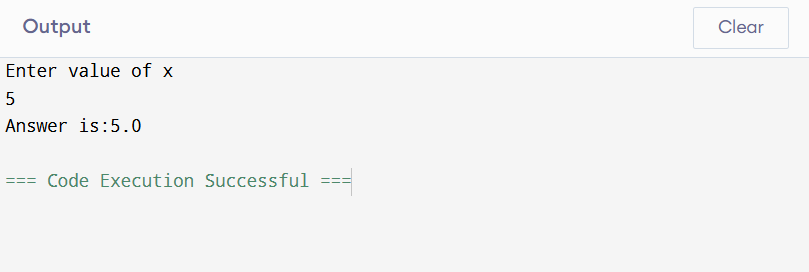 Output
Clear
Enter value of x
5
Answer is:5.0
=== Code Execution Successful ===